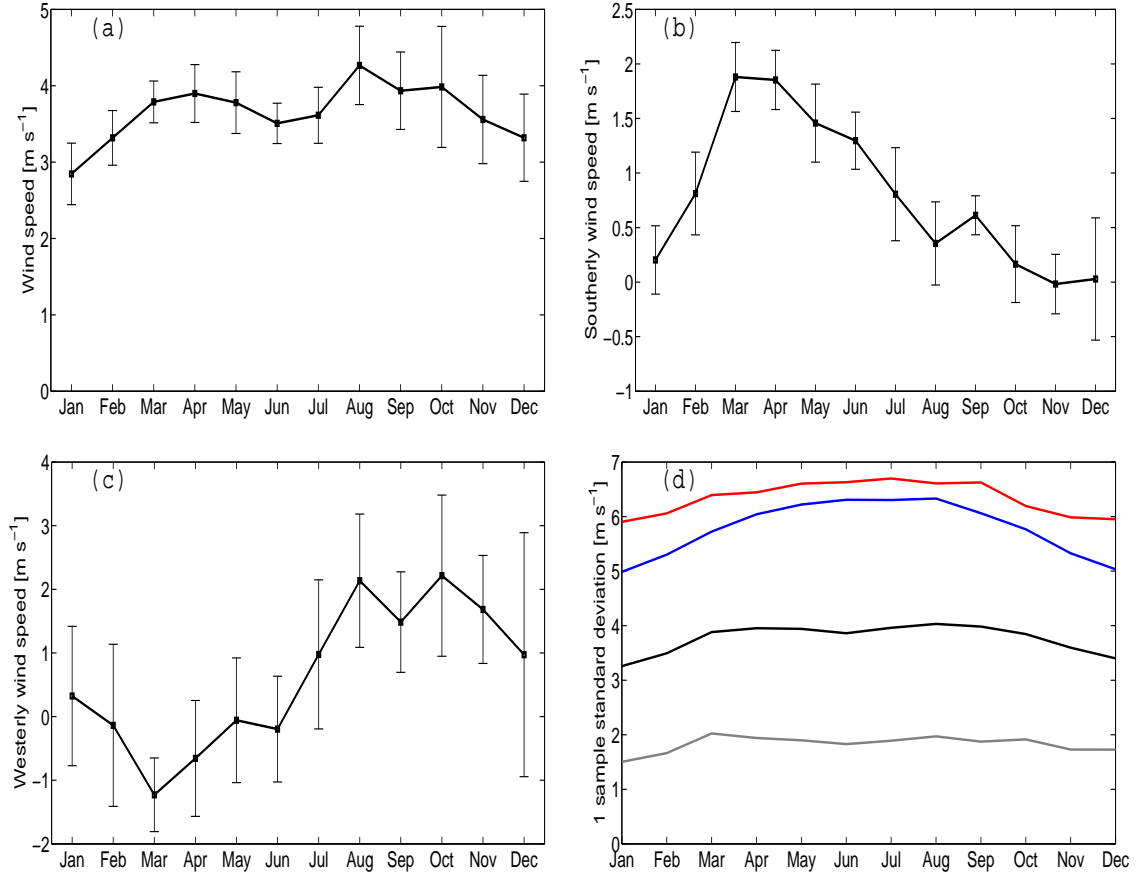 (a)
Wind speed [m s⁻¹]
5
4
3
2
1
0
Jan Feb Mar Apr May Jun Jul Aug Sep Oct Nov Dec
(b)
Southerly wind speed [m s⁻¹]
2.5
2
1.5
1
0.5
0
−0.5
−1
Jan Feb Mar Apr May Jun Jul Aug Sep Oct Nov Dec
(c)
Westerly wind speed [m s⁻¹]
4
3
2
1
0
−1
−2
Jan Feb Mar Apr May Jun Jul Aug Sep Oct Nov Dec
(d)
1 sample standard deviation [m s⁻¹]
7
6
5
4
3
2
1
0
Jan Feb Mar Apr May Jun Jul Aug Sep Oct Nov Dec